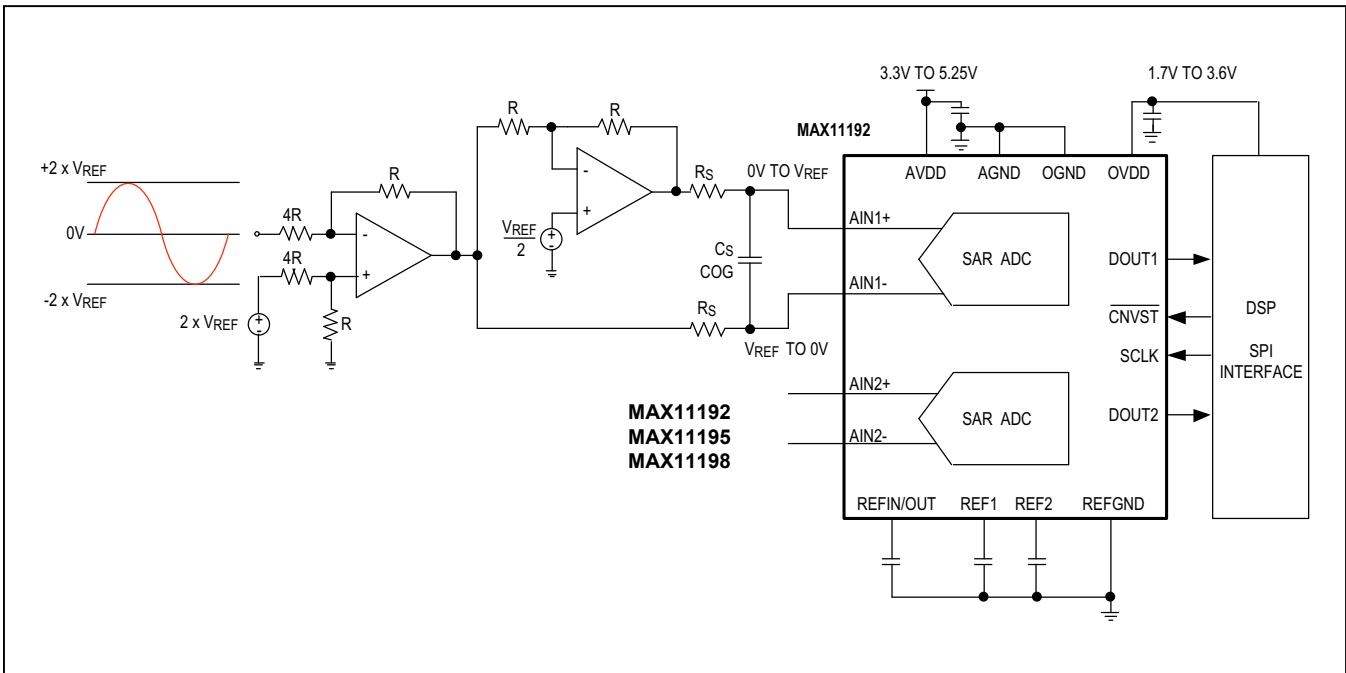 3.3V TO 5.25V
1.7V TO 3.6V
MAX11192
+2 x VREF
0V
-2 x VREF
4R
4R
2 x VREF
R
R
R
R
VREF
2
RS
RS
CS
COG
0V TO VREF
VREF TO 0V
AVDD
AGND
OGND
OVDD
AIN1+
AIN1-
SAR ADC
AIN2+
AIN2-
SAR ADC
DOUT1
CNVST
SCLK
DOUT2
DSP
SPI
INTERFACE
MAX11192
MAX11195
MAX11198
REFIN/OUT
REF1
REF2
REFGND
-
+
-
+
+
-
+
-